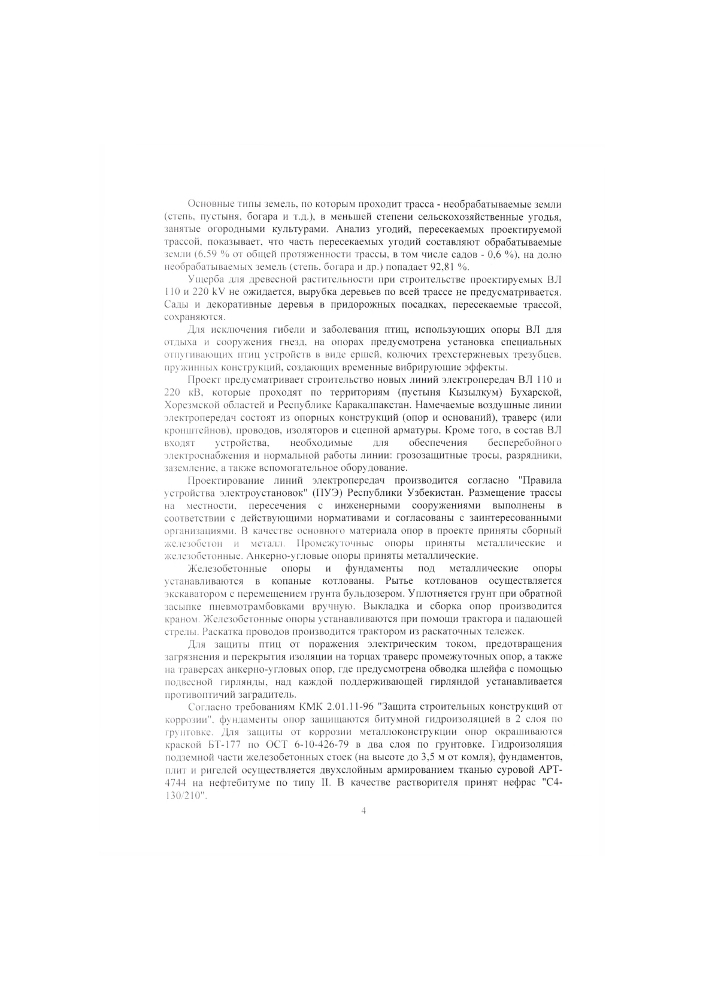 Основные типы земель, по которым проходит трасса - необрабатываемые земли
(степь, пустыня, богара и т.д.), в меньшей степени сельскохозяйственные угодья,
занятые огородными культурами. Анализ угодий, пересекаемых проектируемой
трассой, показывает, что часть пересекаемых угодий составляют обрабатываемые
земли (6,59 % от общей протяженности трассы, в том числе садов - 0,6 %), на долю
необрабатываемых земель (степь, богара и др.) попадает 92,81 %.
Ущерба для древесной растительности при строительстве проектируемых ВЛ
110 и 220 kV не ожидается, вырубка деревьев по всей трассе не предусматривается.
Сады и декоративные деревья в придорожных посадках, пересекаемые трассой,
сохраняются.
Для исключения гибели и заболевания птиц, использующих опоры ВЛ для
отдыха и сооружения гнезд, на опорах предусмотрена установка специальных
отпугивающих птиц устройств в виде ершей, колючих трехстержневых трезубцев,
пружинных конструкций, создающих временные вибрирующие эффекты.
Проект предусматривает строительство новых линий электропередач ВЛ 110 и
220 кВ, которые проходят по территориям (пустыня Кызылкум) Бухарской,
Хорезмской областей и Республике Каракалпакстан. Намечаемые воздушные линии
электропередач состоят из опорных конструкций (опор и оснований), траверс (или
кронштейнов), проводов, изоляторов и сцепной арматуры. Кроме того, в состав ВЛ
входят устройства, необходимые для обеспечения бесперебойного
электроснабжения и нормальной работы линии: грозозащитные тросы, разрядники,
заземление, а также вспомогательное оборудование.
Проектирование линий электропередач производится согласно "Правила
устройства электроустановок" (ПУЭ) Республики Узбекистан. Размещение трассы
на местности, пересечения с инженерными сооружениями выполнены в
соответствии с действующими нормативами и согласованы с заинтересованными
организациями. В качестве основного материала опор в проекте приняты сборный
железобетон и металл. Промежуточные опоры приняты металлические и
железобетонные. Анкерно-угловые опоры приняты металлические.
Железобетонные опоры и фундаменты под металлические опоры
устанавливаются в копаные котлованы. Рытье котлованов осуществляется
экскаватором с перемещением грунта бульдозером. Уплотняется грунт при обратной
засыпке пневмотрамбовками вручную. Выкладка и сборка опор производится
краном. Железобетонные опоры устанавливаются при помощи трактора и падающей
стрелы. Раскатка проводов производится трактором из раскаточных тележек.
Для защиты птиц от поражения электрическим током, предотвращения
загрязнения и перекрытия изоляции на торцах траверс промежуточных опор, а также
на траверсах анкерно-угловых опор, где предусмотрена обводка шлейфа с помощью
подвесной гирлянды, над каждой поддерживающей гирляндой устанавливается
противоптичий заградитель.
Согласно требованиям КМК 2.01.11-96 "Защита строительных конструкций от
коррозии", фундаменты опор защищаются битумной гидроизоляцией в 2 слоя по
грунтовке. Для защиты от коррозии металлоконструкции опор окрашиваются
краской БТ-177 по ОСТ 6-10-426-79 в два слоя по грунтовке. Гидроизоляция
подземной части железобетонных стоек (на высоте до 3,5 м от комля), фундаментов,
плит и ригелей осуществляется двухслойным армированием тканью суровой АРТ-
4744 на нефтебитуме по типу II. В качестве растворителя принят нефрас "С4-
130/210".
4